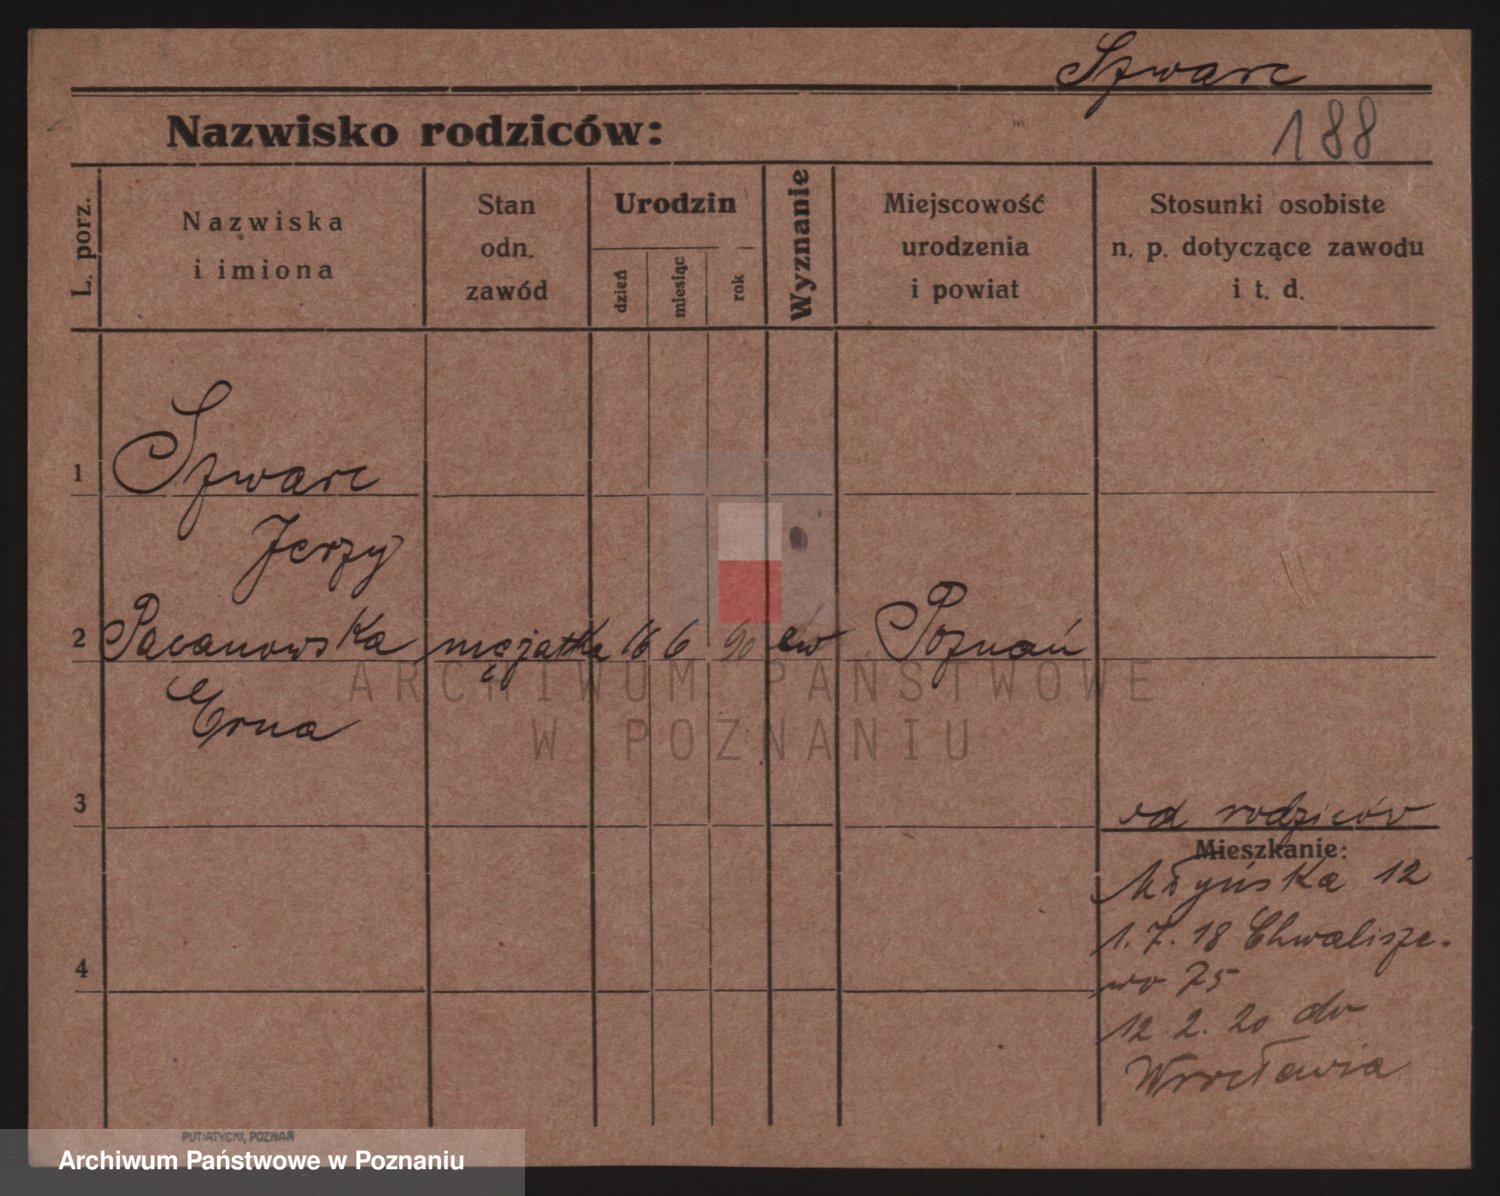 Szwarc
Nazwisko rodziców:
188
L. porz.
Nazwiska
i imiona
Stan
odn.
zawód
Urodzin
dzień
miesiąc
rok
Wyznanie
Miejscowość
urodzenia
i powiat
Stosunki osobiste
n. p. dotyczące zawodu
i t. d.
1
Szwarc
Jerzy
2
Pacanowska mężatka 16 6 90 ew Poznań
Erna
ARCHIWUM PAŃSTWOWE
W POZNANIU
3
od rodziców
Mieszkanie:
Młyńska 12
1.7.18 Chwalisze-
wo 75
4
12 2. 20 do
Wrocławia
PUTIATYCKI, POZNAŃ
Archiwum Państwowe w Poznaniu